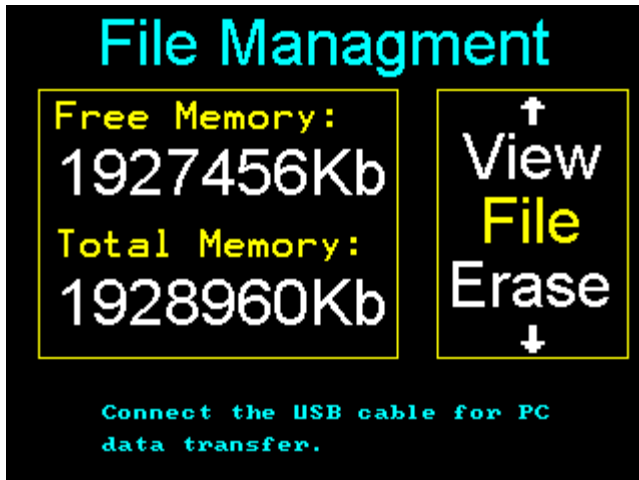 File Managment
Free Memory:
1927456Kb
Total Memory:
1928960Kb
View
File
Erase
Connect the USB cable for PC
data transfer.